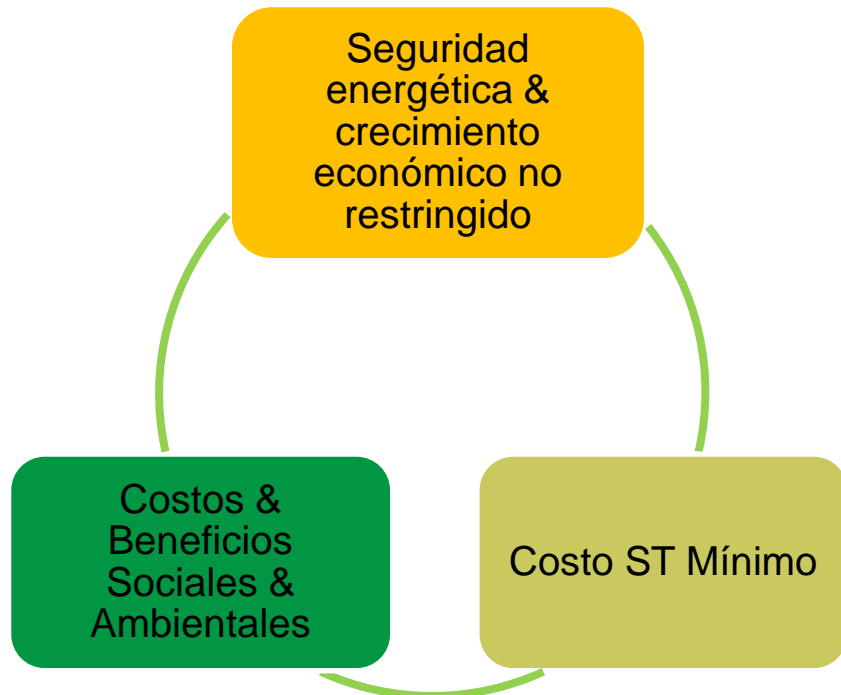 Seguridad
energética &
crecimiento
económico no
restringido
Costos &
Beneficios
Sociales &
Ambientales
Costo ST Mínimo